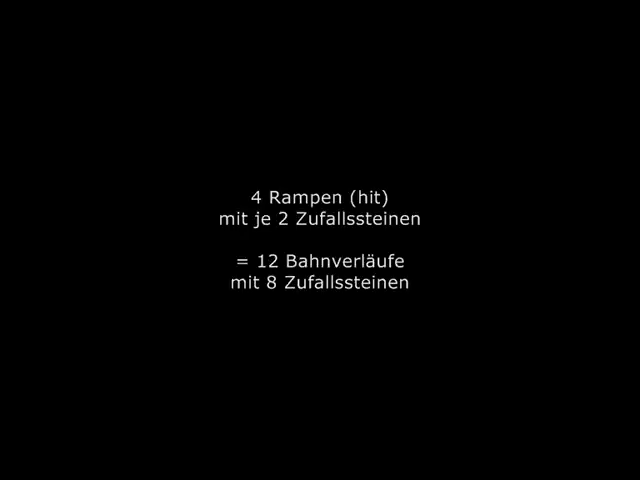 4 Rampen (hit)
mit je 2 Zufallssteinen
= 12 Bahnverläufe
mit 8 Zufallssteinen